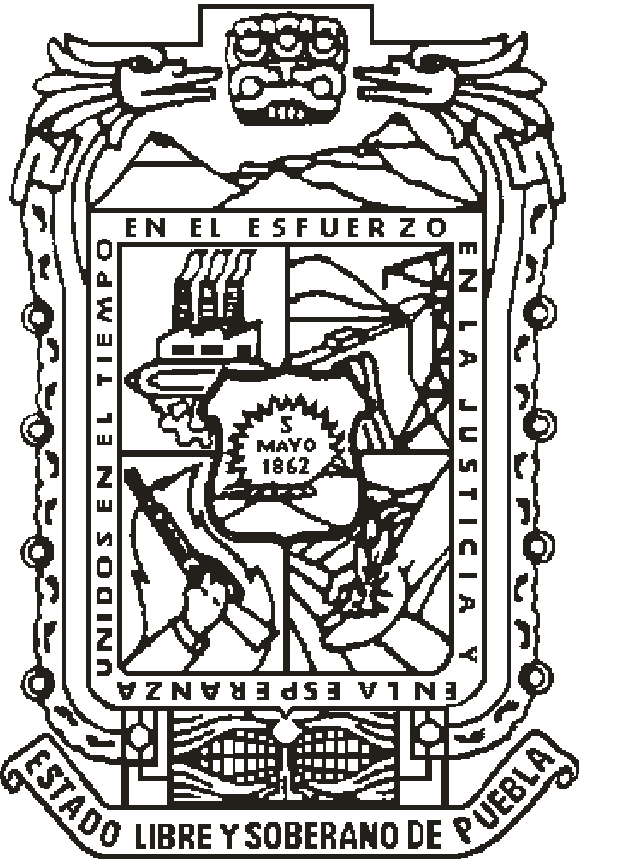 EN EL ESFUERZO
EN LA JUSTICIA Y
EN LA ESPERANZA
UNIDOS EN EL TIEMPO
5
MAYO
1862
ESTADO LIBRE Y SOBERANO DE PUEBLA